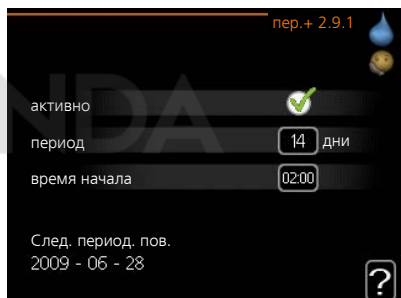 пер.+ 2.9.1
активно
период 14 дни
время начала 02:00
След. период. пов.
2009 - 06 - 28
?